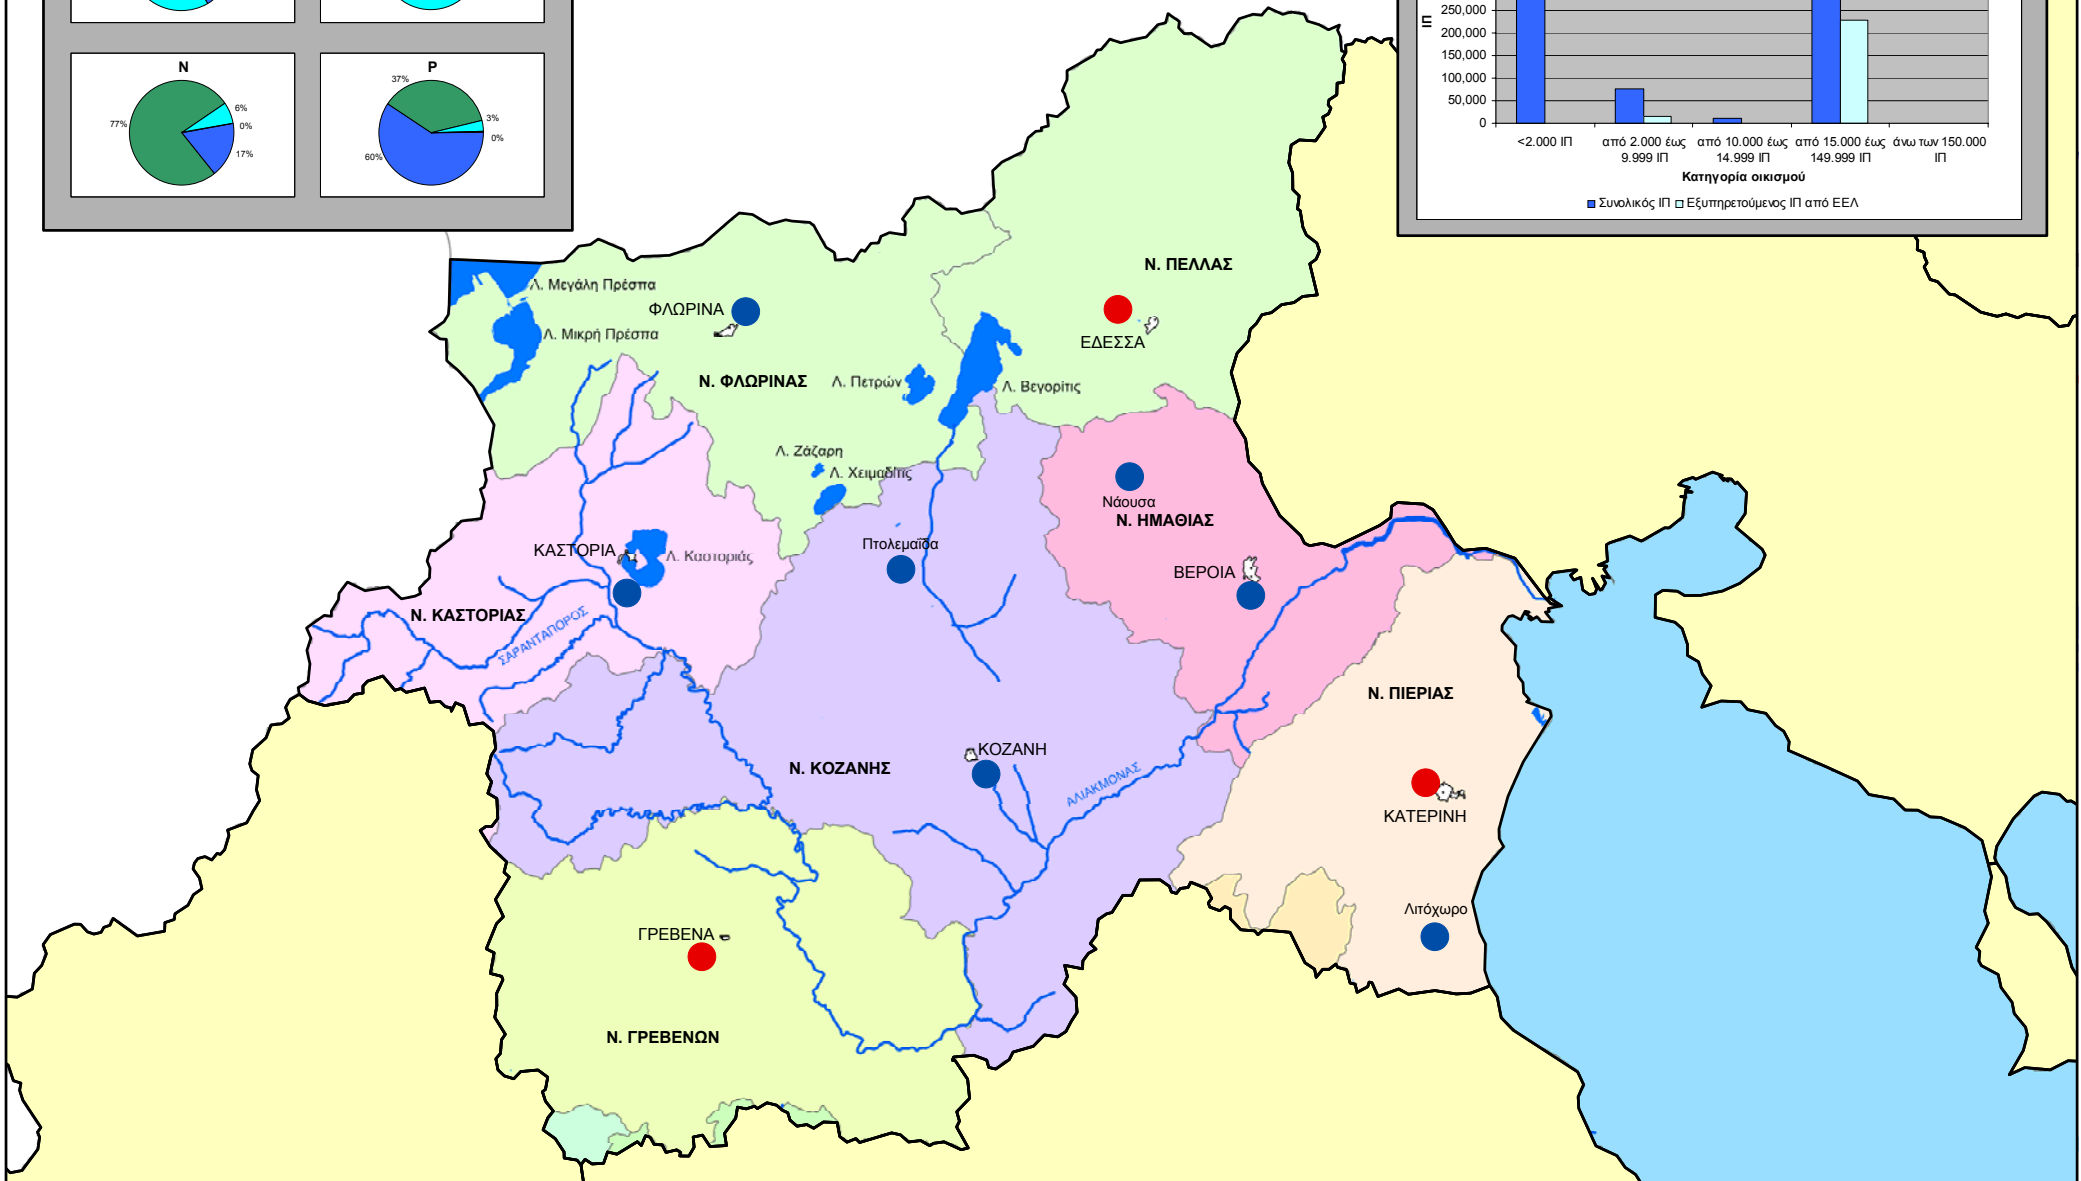 N
77%
6%
0%
17%
P
37%
3%
0%
60%
ΙΠ
250,000
200,000
150,000
100,000
50,000
0
<2.000 ΙΠ
από 2.000 έως
9.999 ΙΠ
από 10.000 έως
14.999 ΙΠ
από 15.000 έως
149.999 ΙΠ
άνω των 150.000
ΙΠ
Κατηγορία οικισμού
Συνολικός ΙΠ
Εξυπηρετούμενος ΙΠ από ΕΕΛ
Ν. ΠΕΛΛΑΣ
Λ. Μεγάλη Πρέσπα
ΦΛΩΡΙΝΑ
Λ. Μικρή Πρέσπα
ΕΔΕΣΣΑ
Ν. ΦΛΩΡΙΝΑΣ
Λ. Πετρών
Λ. Βεγορίτις
Λ. Ζάζαρη
Λ. Χειμαδίτις
Νάουσα
Ν. ΗΜΑΘΙΑΣ
Πτολεμαΐδα
ΚΑΣΤΟΡΙΑ
Λ. Καστοριάς
ΒΕΡΟΙΑ
Ν. ΚΑΣΤΟΡΙΑΣ
ΣΑΡΑΝΤΑΠΟΡΟΣ
Ν. ΠΙΕΡΙΑΣ
ΚΟΖΑΝΗ
Ν. ΚΟΖΑΝΗΣ
ΑΛΙΑΚΜΟΝΑΣ
ΚΑΤΕΡΙΝΗ
Λιτόχωρο
ΓΡΕΒΕΝΑ
Ν. ΓΡΕΒΕΝΩΝ